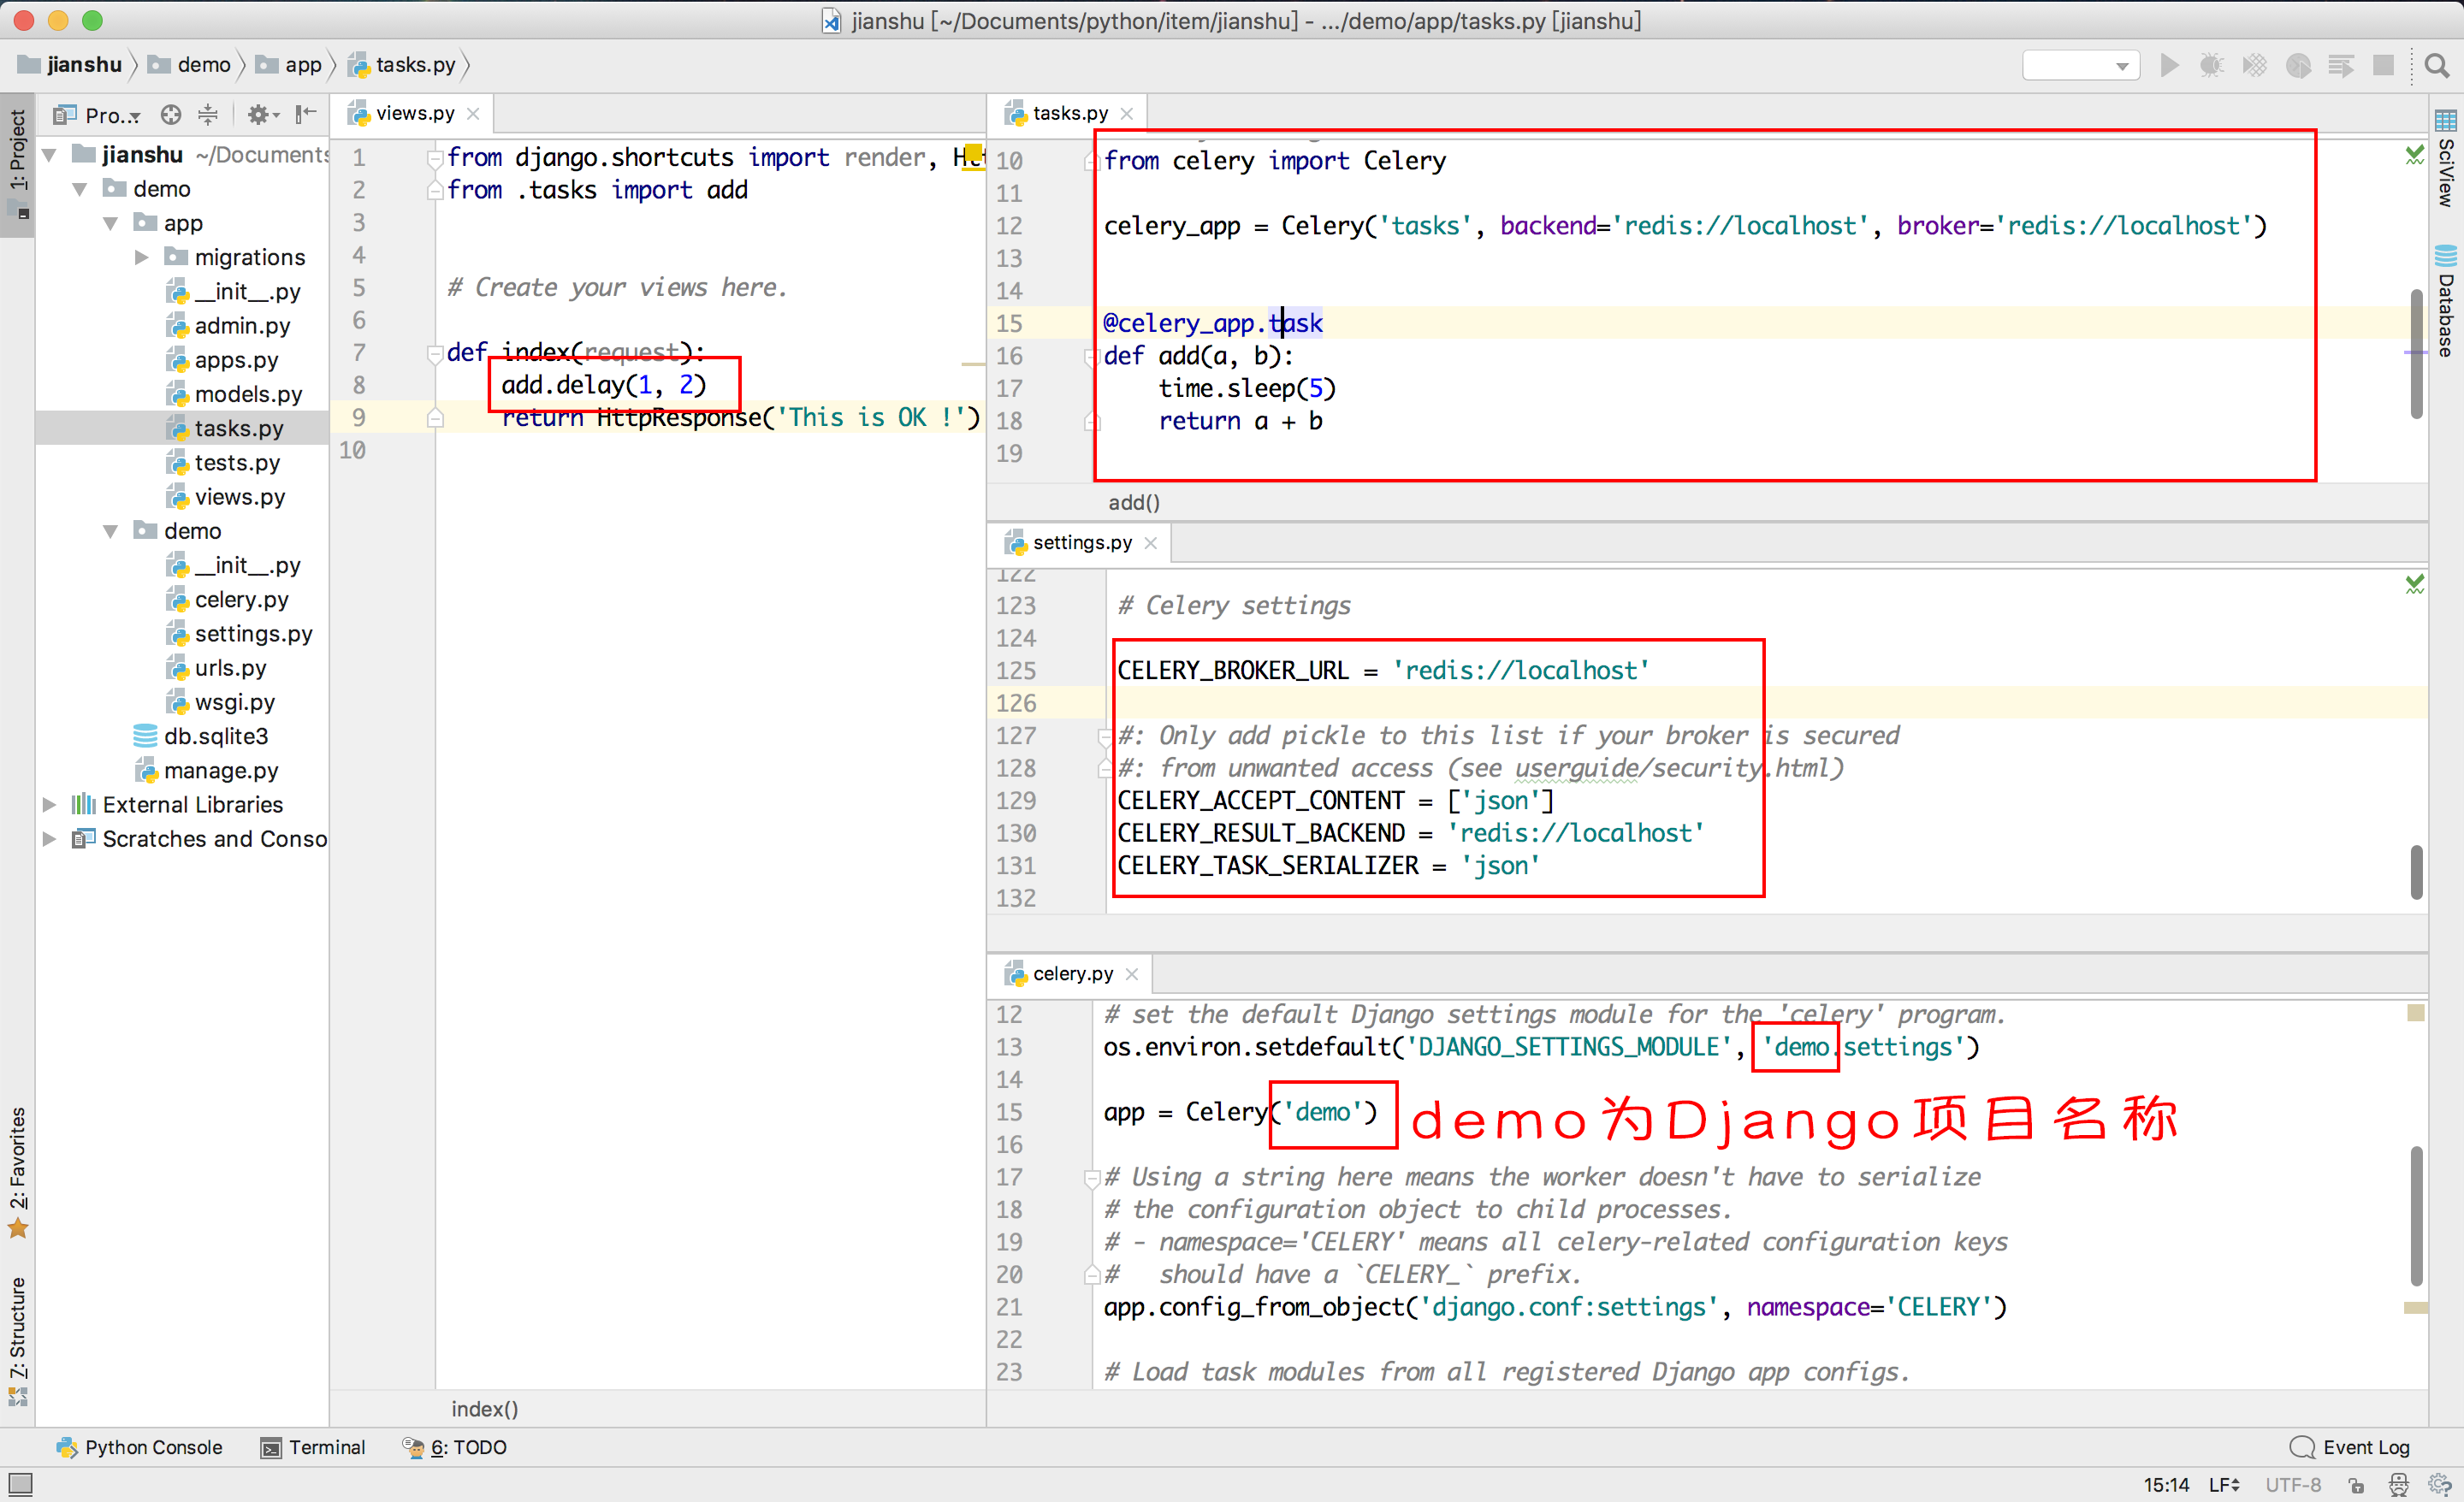 jianshu [~/Documents/python/item/jianshu] - .../demo/app/tasks.py [jianshu]
jianshu demo app tasks.py
1: Project
Pro...
jianshu ~/Documents
demo
app
migrations
__init__.py
admin.py
apps.py
models.py
tasks.py
tests.py
views.py
demo
__init__.py
celery.py
settings.py
urls.py
wsgi.py
db.sqlite3
manage.py
External Libraries
Scratches and Conso
2: Favorites
7: Structure
views.py
1 from django.shortcuts import render, Ht
2 from .tasks import add
3
4
5 # Create your views here.
6
7 def index(request):
8 add.delay(1, 2)
9 return HttpResponse('This is OK !')
10
index()
tasks.py
10 from celery import Celery
11
12 celery_app = Celery('tasks', backend='redis://localhost', broker='redis://localhost')
13
14
15 @celery_app.task
16 def add(a, b):
17 time.sleep(5)
18 return a + b
19
add()
settings.py
122
123 # Celery settings
124
125 CELERY_BROKER_URL = 'redis://localhost'
126
127 #: Only add pickle to this list if your broker is secured
128 #: from unwanted access (see userguide/security.html)
129 CELERY_ACCEPT_CONTENT = ['json']
130 CELERY_RESULT_BACKEND = 'redis://localhost'
131 CELERY_TASK_SERIALIZER = 'json'
132
celery.py
12 # set the default Django settings module for the 'celery' program.
13 os.environ.setdefault('DJANGO_SETTINGS_MODULE', 'demo.settings')
14
15 app = Celery('demo') demo为Django项目名称
16
17 # Using a string here means the worker doesn't have to serialize
18 # the configuration object to child processes.
19 # - namespace='CELERY' means all celery-related configuration keys
20 # should have a `CELERY_` prefix.
21 app.config_from_object('django.conf:settings', namespace='CELERY')
22
23 # Load task modules from all registered Django app configs.
SciView
Database
Python Console Terminal 6: TODO Event Log
15:14 LF UTF-8